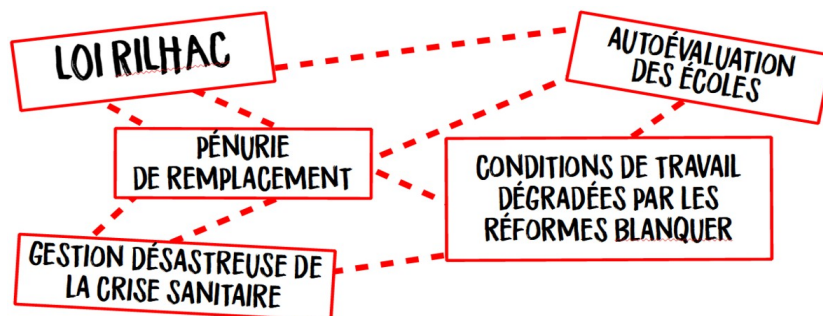 LOI RILHAC
AUTOÉVALUATION
DES ÉCOLES
PÉNURIE
DE REMPLACEMENT
CONDITIONS DE TRAVAIL
DÉGRADÉES PAR LES
RÉFORMES BLANQUER
GESTION DÉSASTREUSE DE
LA CRISE SANITAIRE